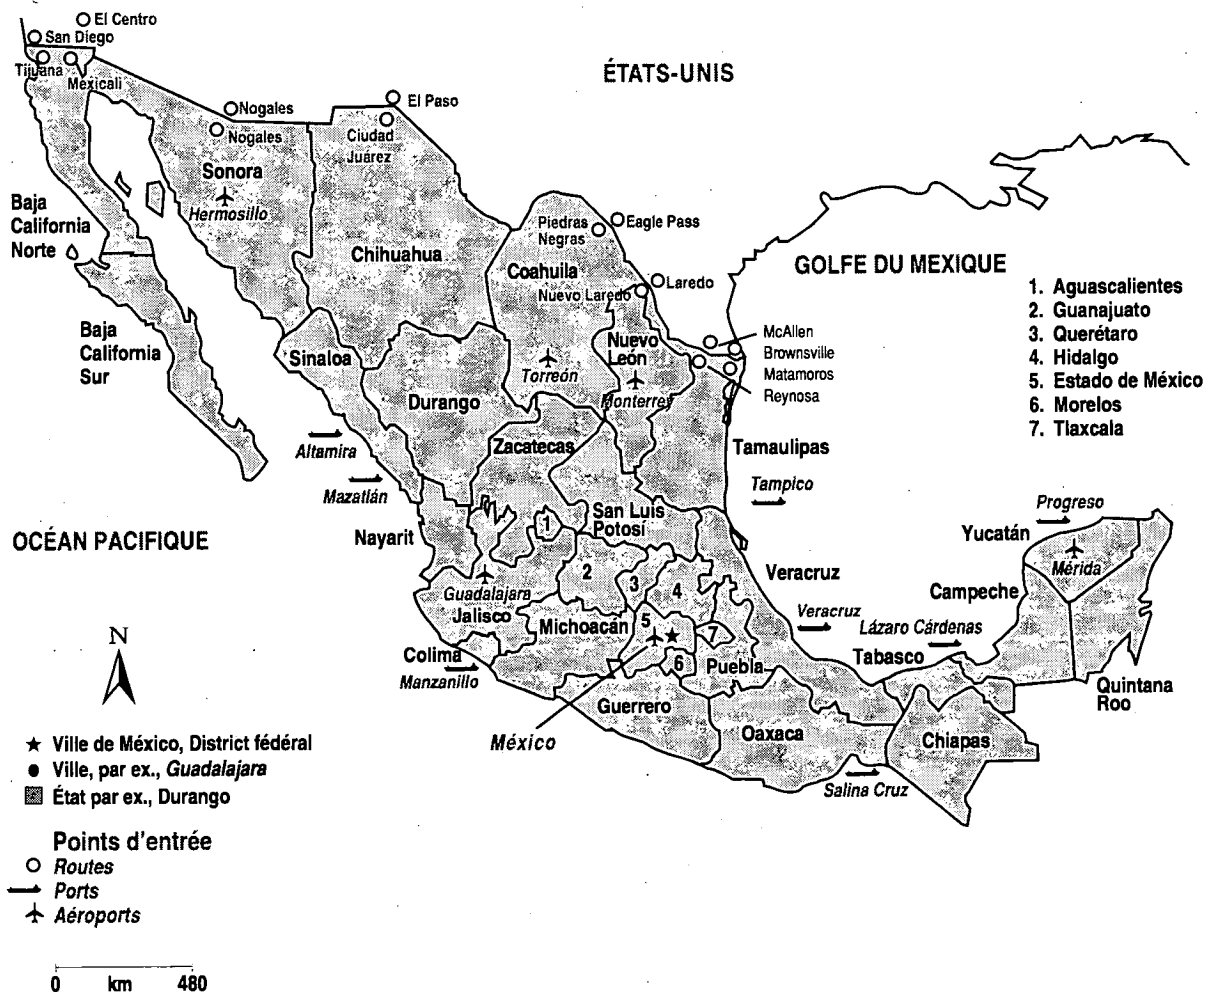 El Centro
San Diego
Tijuana
Mexicali
ÉTATS-UNIS
Nogales
Nogales
El Paso
Ciudad
Juárez
Sonora
Hermosillo
Baja
California
Norte
Chihuahua
Piedras
Negras
Eagle Pass
Coahuila
Laredo
Nuevo Laredo
GOLFE DU MEXIQUE
1. Aguascalientes
2. Guanajuato
3. Querétaro
4. Hidalgo
5. Estado de México
6. Morelos
7. Tlaxcala
Baja
California
Sur
Sinaloa
Nuevo
León
McAllen
Brownsville
Matamoros
Reynosa
Torreón
Monterrey
Durango
Zacatecas
Tamaulipas
Altamira
Mazatlán
Tampico
Progreso
San Luis
Potosí
Nayarit
OCÉAN PACIFIQUE
Yucatán
Mérida
1
2
3
4
5
6
7
Veracruz
Campeche
Guadalajara
Jalisco
Michoacán
Veracruz
Lázaro Cárdenas
Colima
Manzanillo
Puebla
Tabasco
Quintana
Roo
Guerrero
México
Oaxaca
Chiapas
Salina Cruz
N
Ville de México, District fédéral
Ville, par ex., Guadalajara
État par ex., Durango
Points d'entrée
Routes
Ports
Aéroports
0 km 480